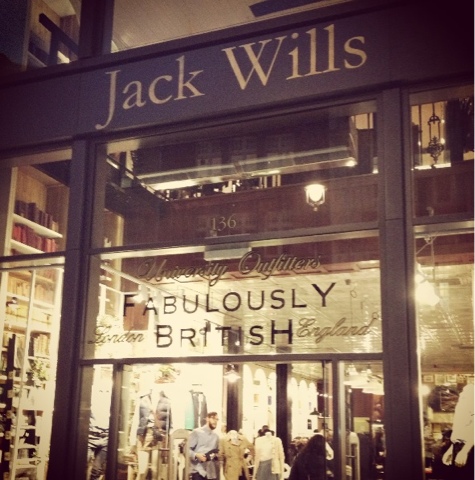 Jack Wills
136
University Outfitters
FABULOUSLY
London BRITISH England